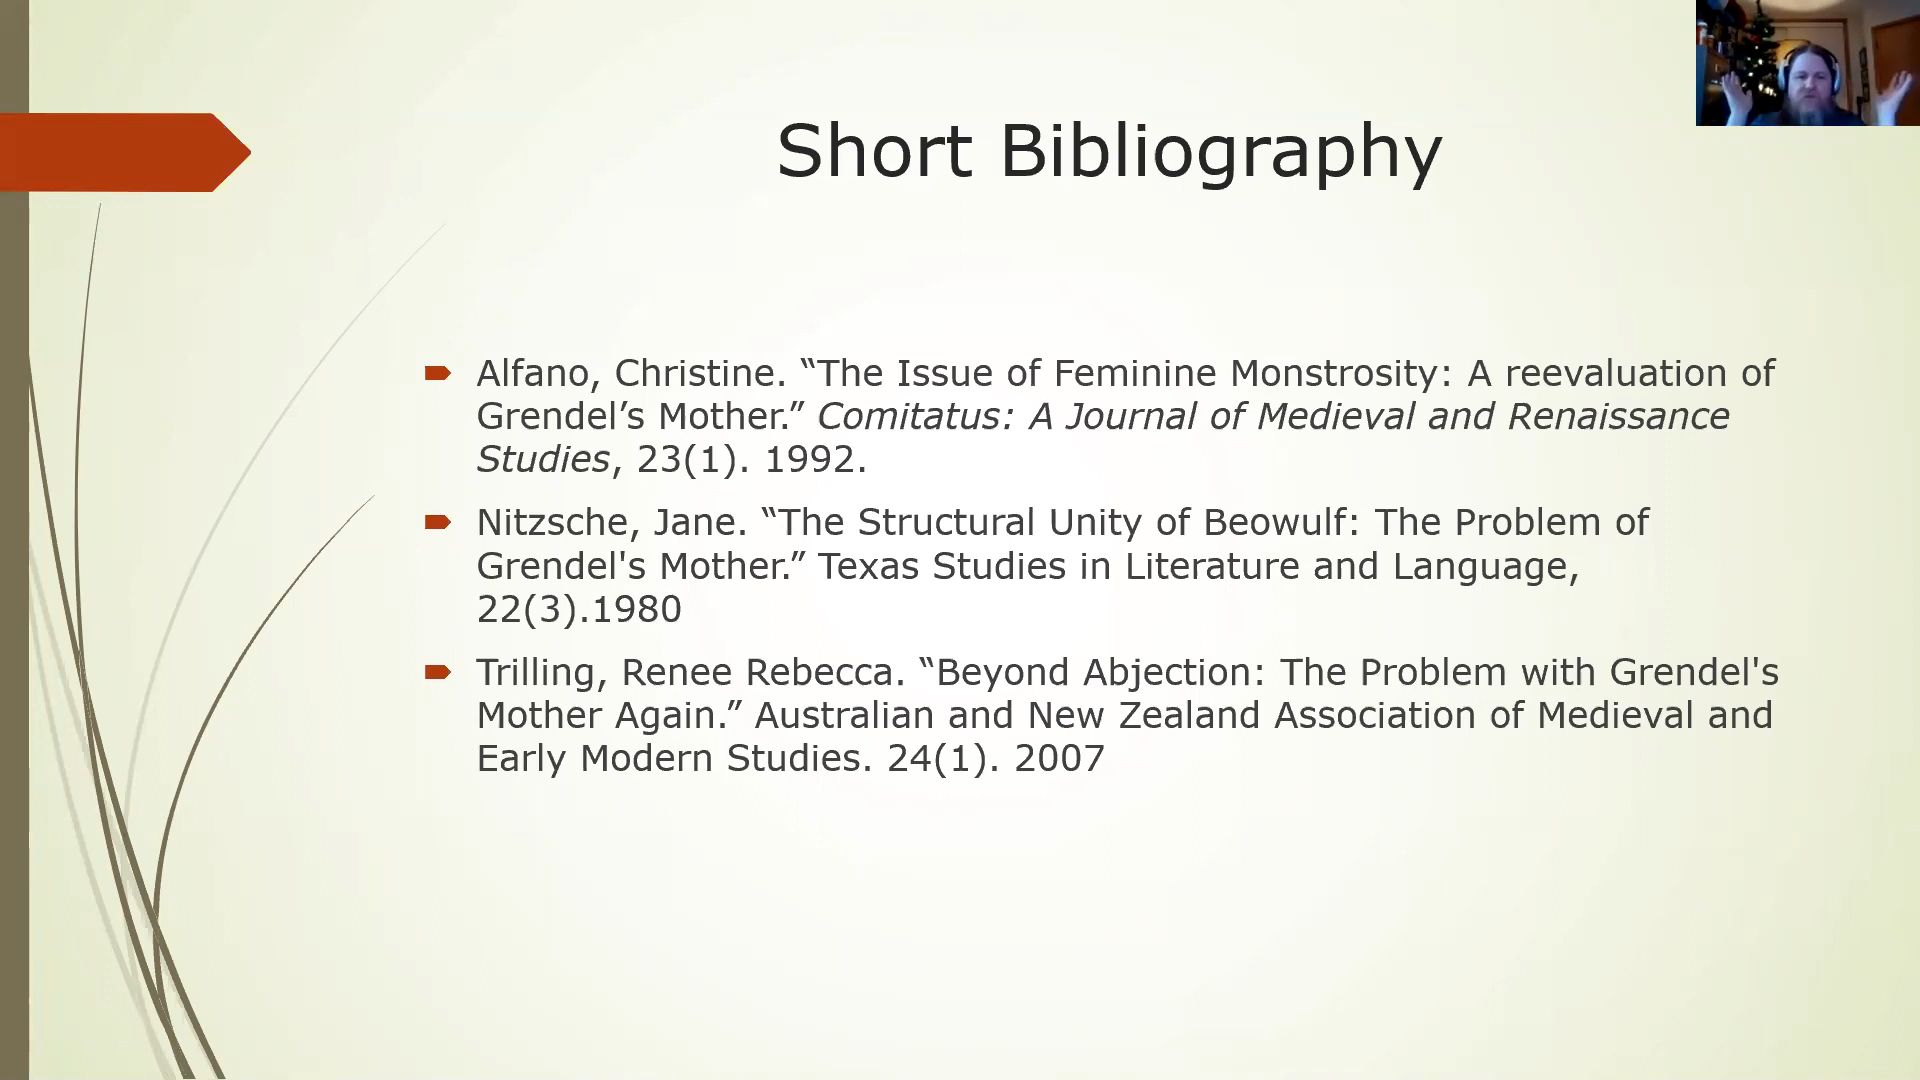 Short Bibliography
Alfano, Christine. “The Issue of Feminine Monstrosity: A reevaluation of
Grendel’s Mother.” Comitatus: A Journal of Medieval and Renaissance
Studies, 23(1). 1992.
Nitzsche, Jane. “The Structural Unity of Beowulf: The Problem of
Grendel's Mother.” Texas Studies in Literature and Language,
22(3).1980
Trilling, Renee Rebecca. “Beyond Abjection: The Problem with Grendel's
Mother Again.” Australian and New Zealand Association of Medieval and
Early Modern Studies. 24(1). 2007